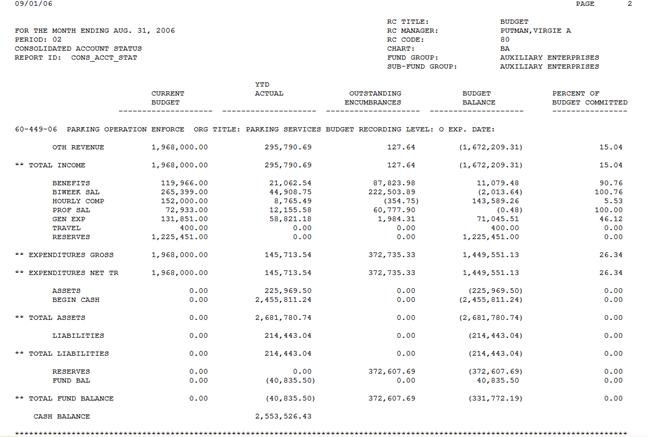 09/01/06 PAGE 2
RC TITLE: BUDGET
FOR THE MONTH ENDING AUG. 31, 2006 RC MANAGER: PUTMAN,VIRGIE A
PERIOD: 02 RC CODE: 80
CONSOLIDATED ACCOUNT STATUS CHART: BA
REPORT ID: CONS_ACCT_STAT FUND GROUP: AUXILIARY ENTERPRISES
SUB-FUND GROUP: AUXILIARY ENTERPRISES
YTD
CURRENT ACTUAL OUTSTANDING BUDGET PERCENT OF
BUDGET ENCUMBRANCES BALANCE BUDGET COMMITTED
60-449-06 PARKING OPERATION ENFORCE ORG TITLE: PARKING SERVICES BUDGET RECORDING LEVEL: O EXP. DATE:
OTH REVENUE 1,968,000.00 295,790.69 127.64 (1,672,209.31) 15.04
** TOTAL INCOME 1,968,000.00 295,790.69 127.64 (1,672,209.31) 15.04
BENEFITS 119,966.00 21,062.54 87,823.98 11,079.48 90.76
BIWEEK SAL 265,399.00 44,908.75 222,503.89 (2,013.64) 100.76
HOURLY COMP 152,000.00 8,765.49 (354.75) 143,589.26 5.53
PROF SAL 72,933.00 12,155.58 60,777.90 (0.48) 100.00
GEN EXP 131,851.00 58,821.18 1,984.31 71,045.51 46.12
TRAVEL 400.00 0.00 0.00 400.00 0.00
RESERVES 1,225,451.00 0.00 0.00 1,225,451.00 0.00
** EXPENDITURES GROSS 1,968,000.00 145,713.54 372,735.33 1,449,551.13 26.34
** EXPENDITURES NET TR 1,968,000.00 145,713.54 372,735.33 1,449,551.13 26.34
ASSETS 0.00 225,969.50 0.00 (225,969.50) 0.00
BEGIN CASH 0.00 2,455,811.24 0.00 (2,455,811.24) 0.00
** TOTAL ASSETS 0.00 2,681,780.74 0.00 (2,681,780.74) 0.00
LIABILITIES 0.00 214,443.04 0.00 (214,443.04) 0.00
** TOTAL LIABILITIES 0.00 214,443.04 0.00 (214,443.04) 0.00
RESERVES 0.00 0.00 372,607.69 (372,607.69) 0.00
FUND BAL 0.00 (40,835.50) 0.00 40,835.50 0.00
** TOTAL FUND BALANCE 0.00 (40,835.50) 372,607.69 (331,772.19) 0.00
CASH BALANCE 2,553,526.43